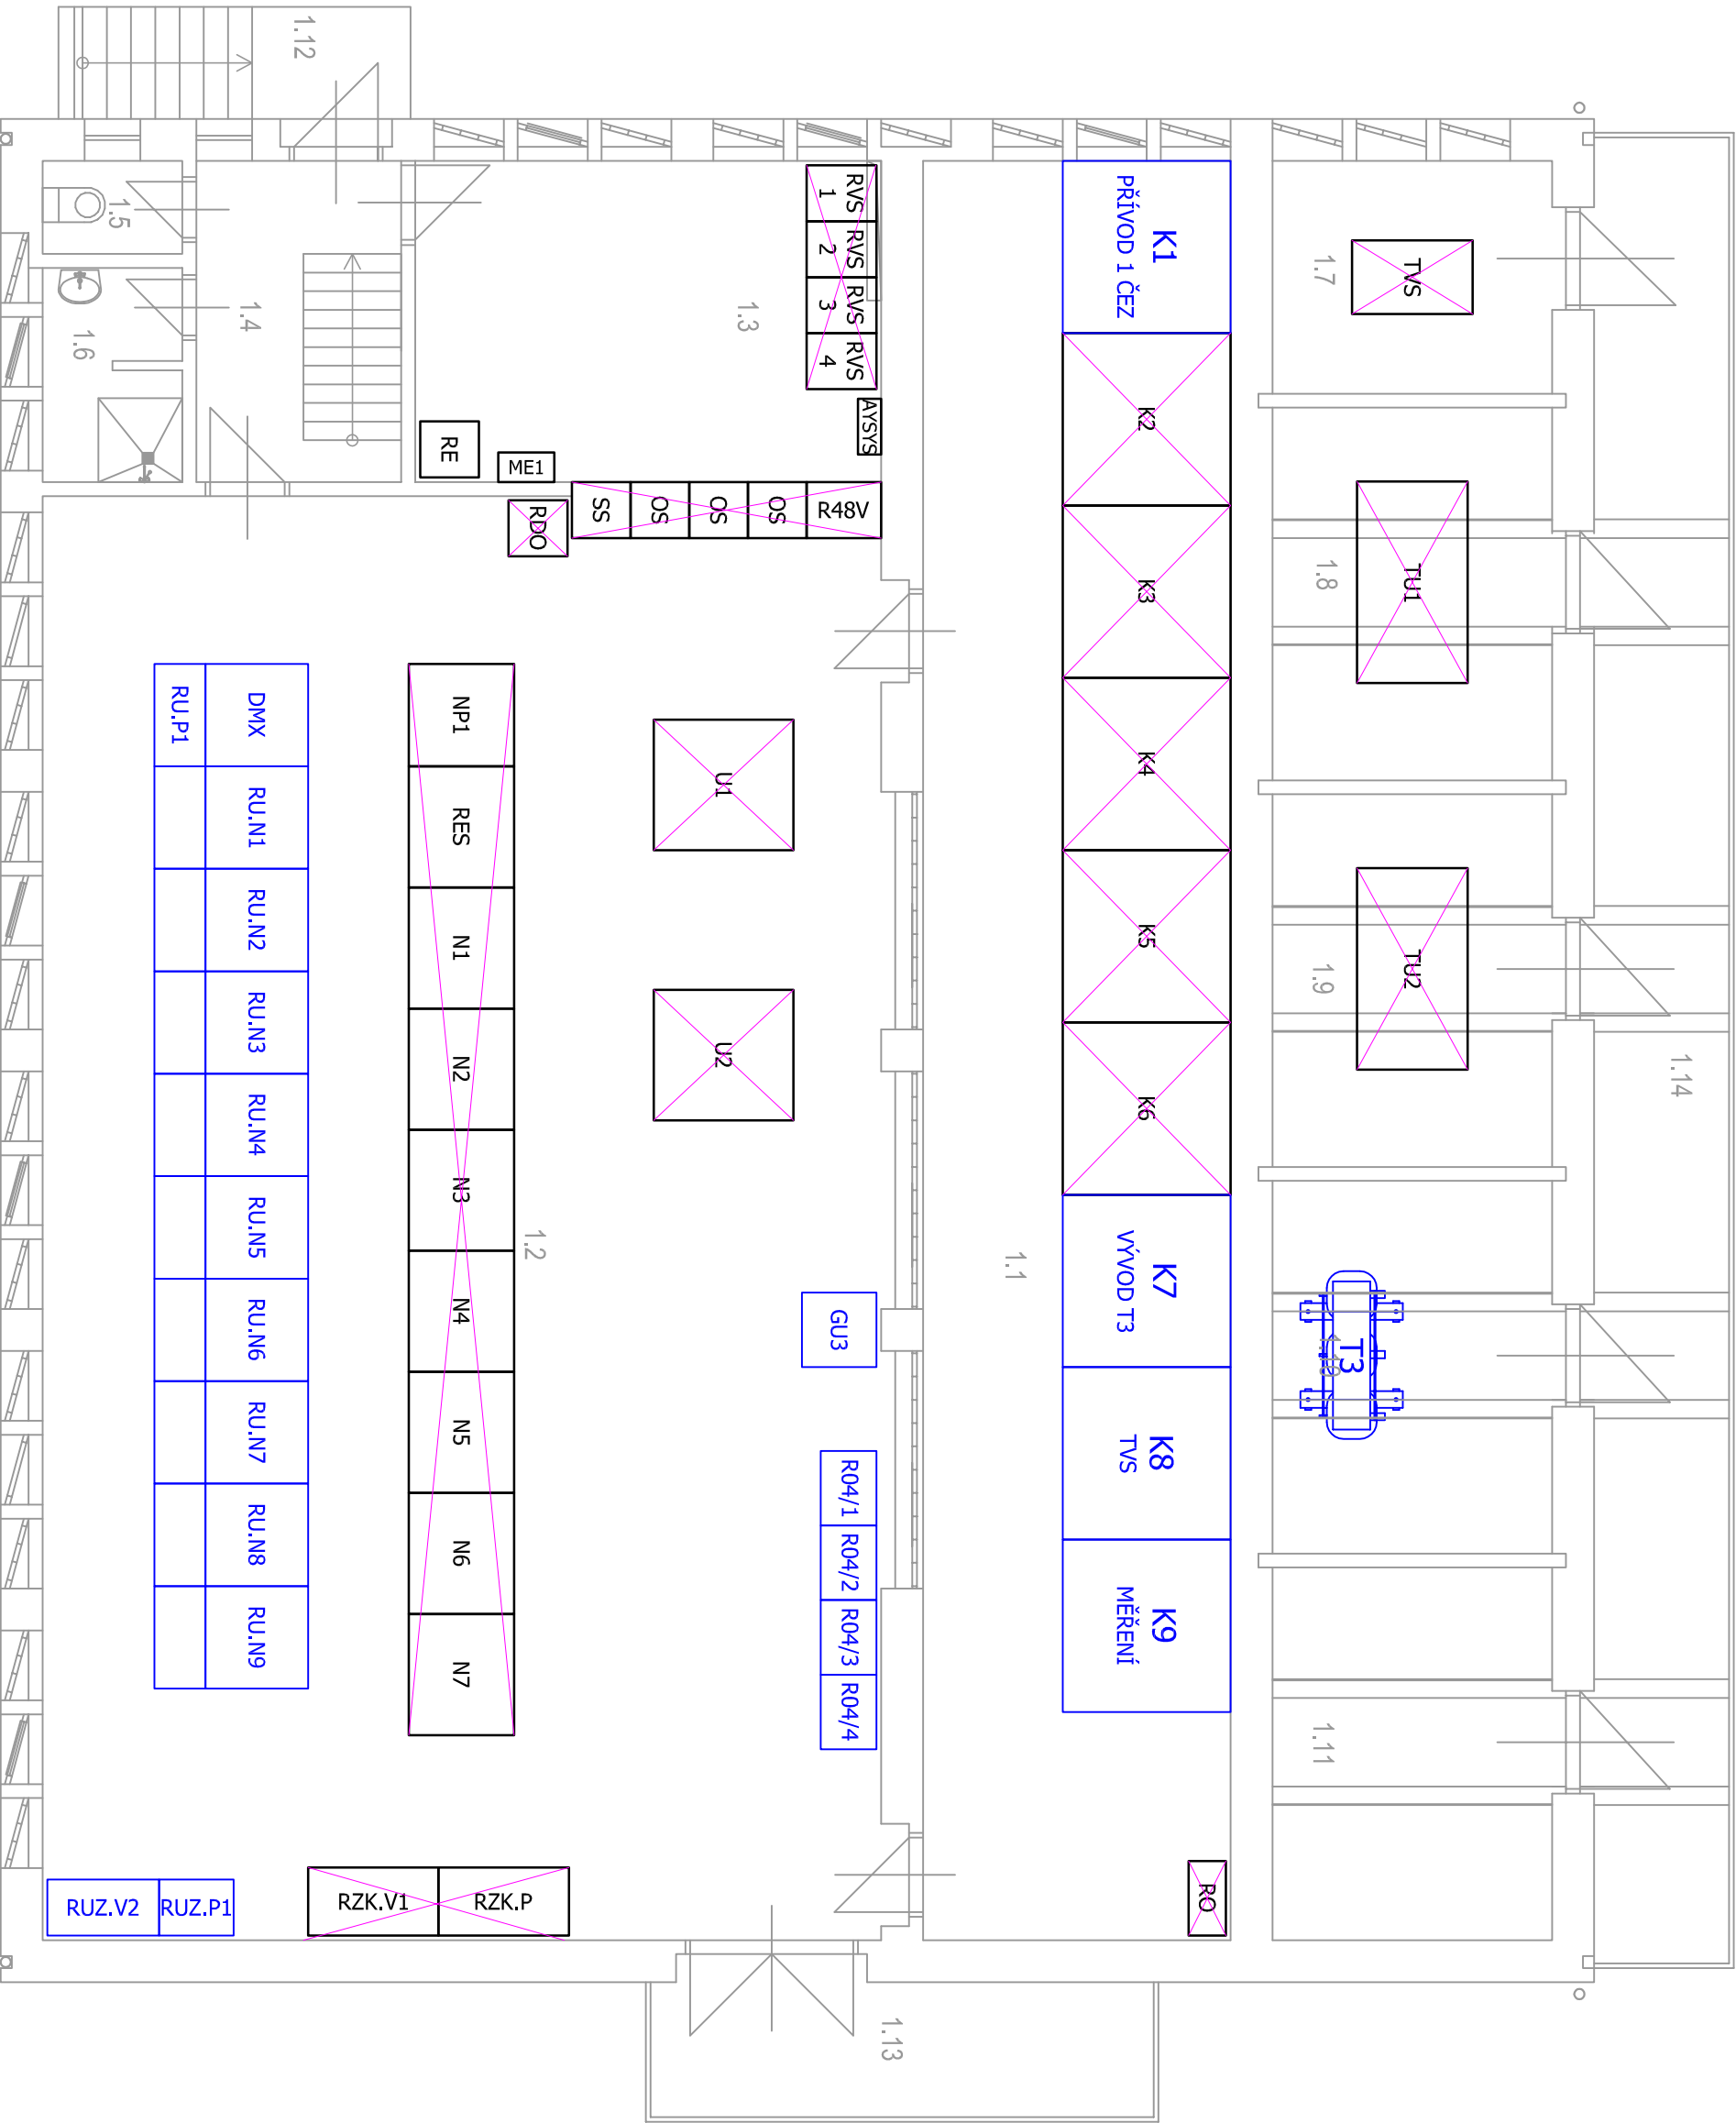 1.12
1.5
1.6
1.4
1.3
RVS 1
RVS 2
RVS 3
RVS 4
AYSYS
RE
ME1
RDO
SS
OS
OS
OS
R48V
K1
PŘÍVOD 1 ČEZ
K2
K3
K4
K5
K6
K7
VÝVOD T3
K8
TVS
K9
MĚŘENÍ
TVS
1.7
TU1
1.8
TU2
1.9
1.14
T3
1.11
1.1
RU.P1
DMX
RU.N1
RU.N2
RU.N3
RU.N4
RU.N5
RU.N6
RU.N7
RU.N8
RU.N9
NP1
RES
N1
N2
N3
N4
N5
N6
N7
1.2
U1
U2
GU3
R04/1
R04/2
R04/3
R04/4
RUZ.V2
RUZ.P1
RZK.V1
RZK.P
RO
1.13